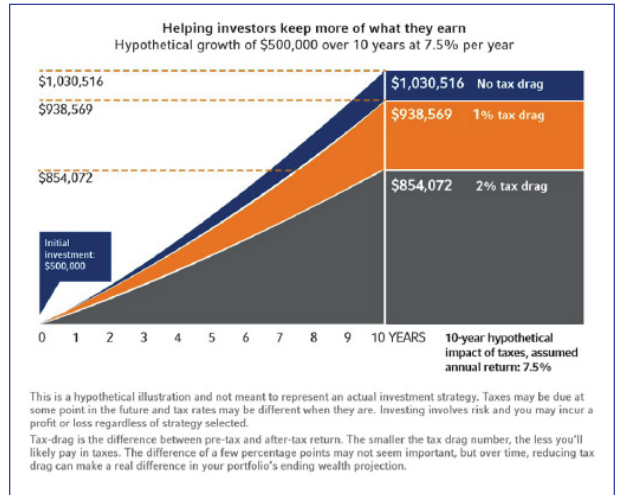 Helping investors keep more of what they earn
Hypothetical growth of $500,000 over 10 years at 7.5% per year
$1,030,516
$938,569
$854,072
$1,030,516 No tax drag
$938,569 1% tax drag
$854,072 2% tax drag
Initial
investment:
$500,000
0 1 2 3 4 5 6 7 8 9 10 YEARS
10-year hypothetical
impact of taxes, assumed
annual return: 7.5%
This is a hypothetical illustration and not meant to represent an actual investment strategy. Taxes may be due at
some point in the future and tax rates may be different when they are. Investing involves risk and you may incur a
profit or loss regardless of strategy selected.
Tax-drag is the difference between pre-tax and after-tax return. The smaller the tax drag number, the less you'll
likely pay in taxes. The difference of a few percentage points may not seem important, but over time, reducing tax
drag can make a real difference in your portfolio's ending wealth projection.